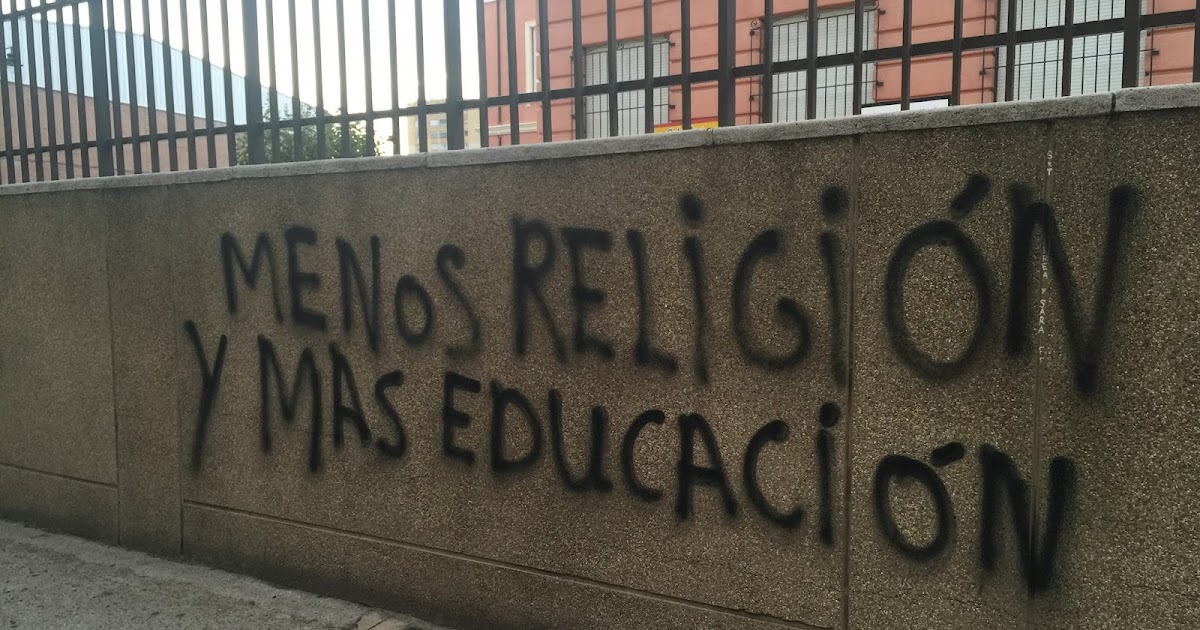 MENOS RELIGIÓN
Y MAS EDUCACIÓN